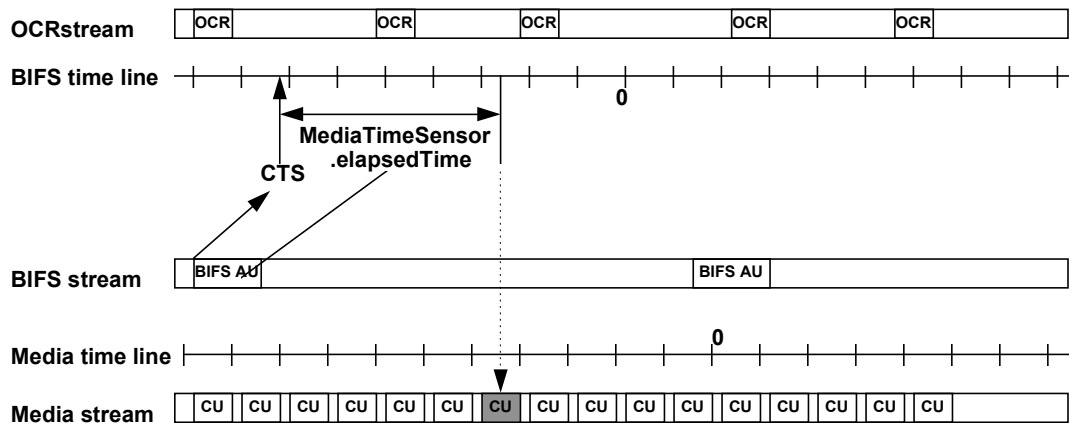 OCRstream OCR OCR OCR OCR OCR
BIFS time line
0
MediaTimeSensor
.elapsedTime
CTS
BIFS stream BIFS AU BIFS AU
0
Media time line
Media stream CU CU CU CU CU CU CU CU CU CU CU CU CU CU CU CU